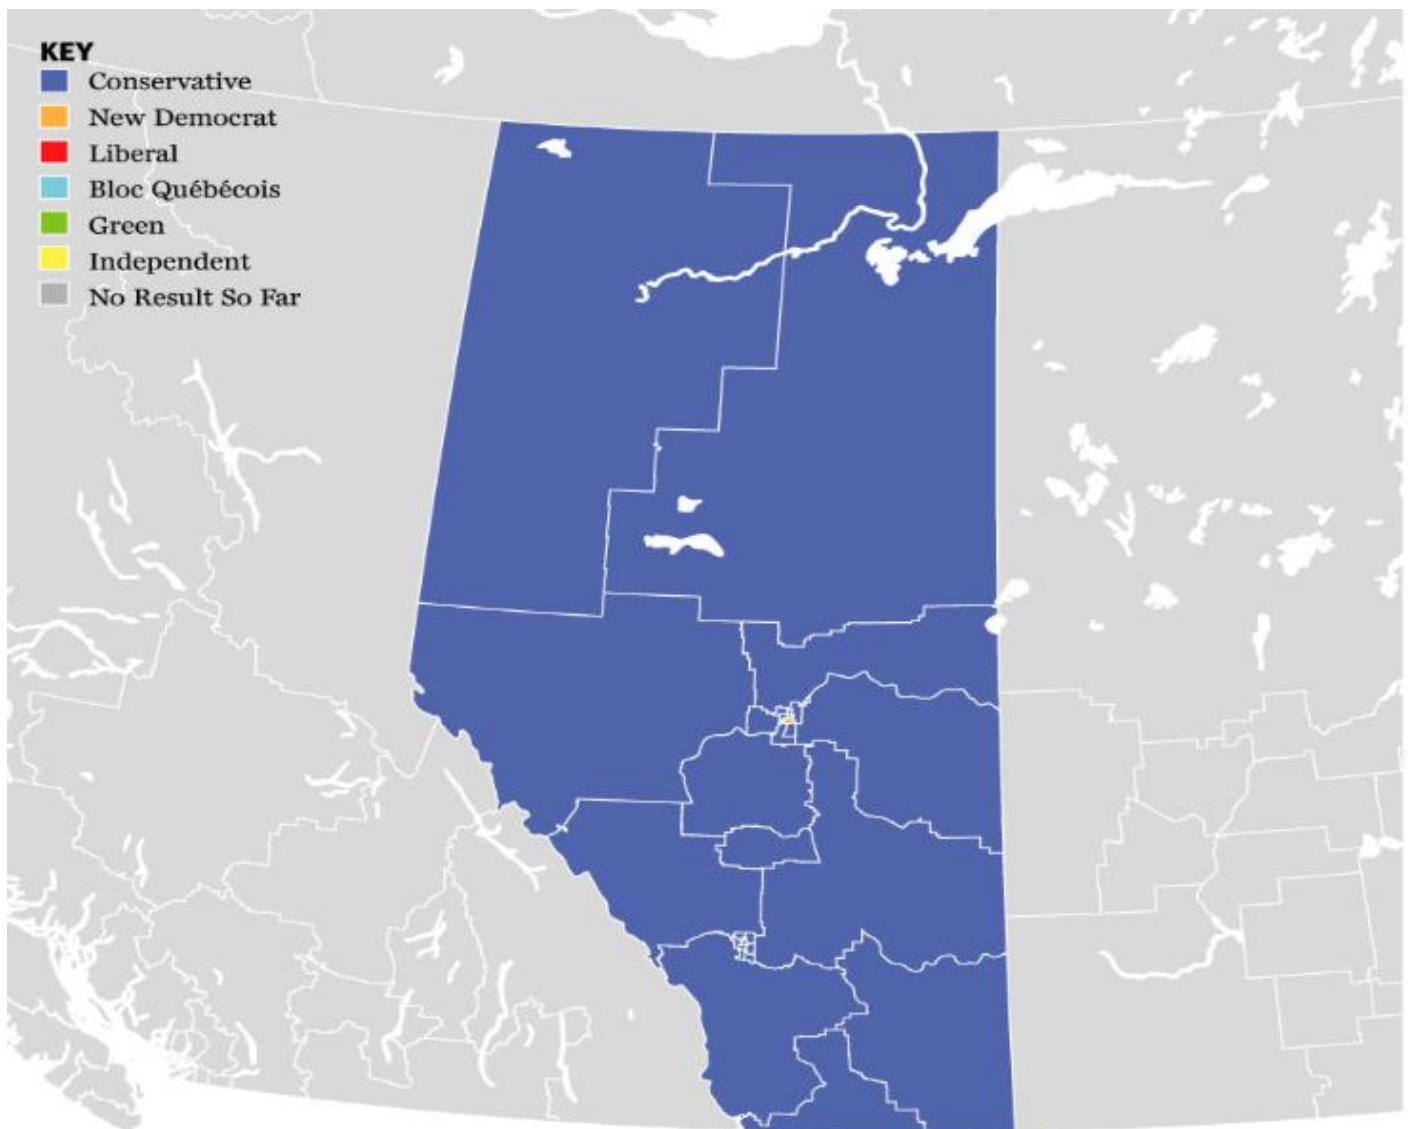 KEY
Conservative
New Democrat
Liberal
Bloc Québécois
Green
Independent
No Result So Far